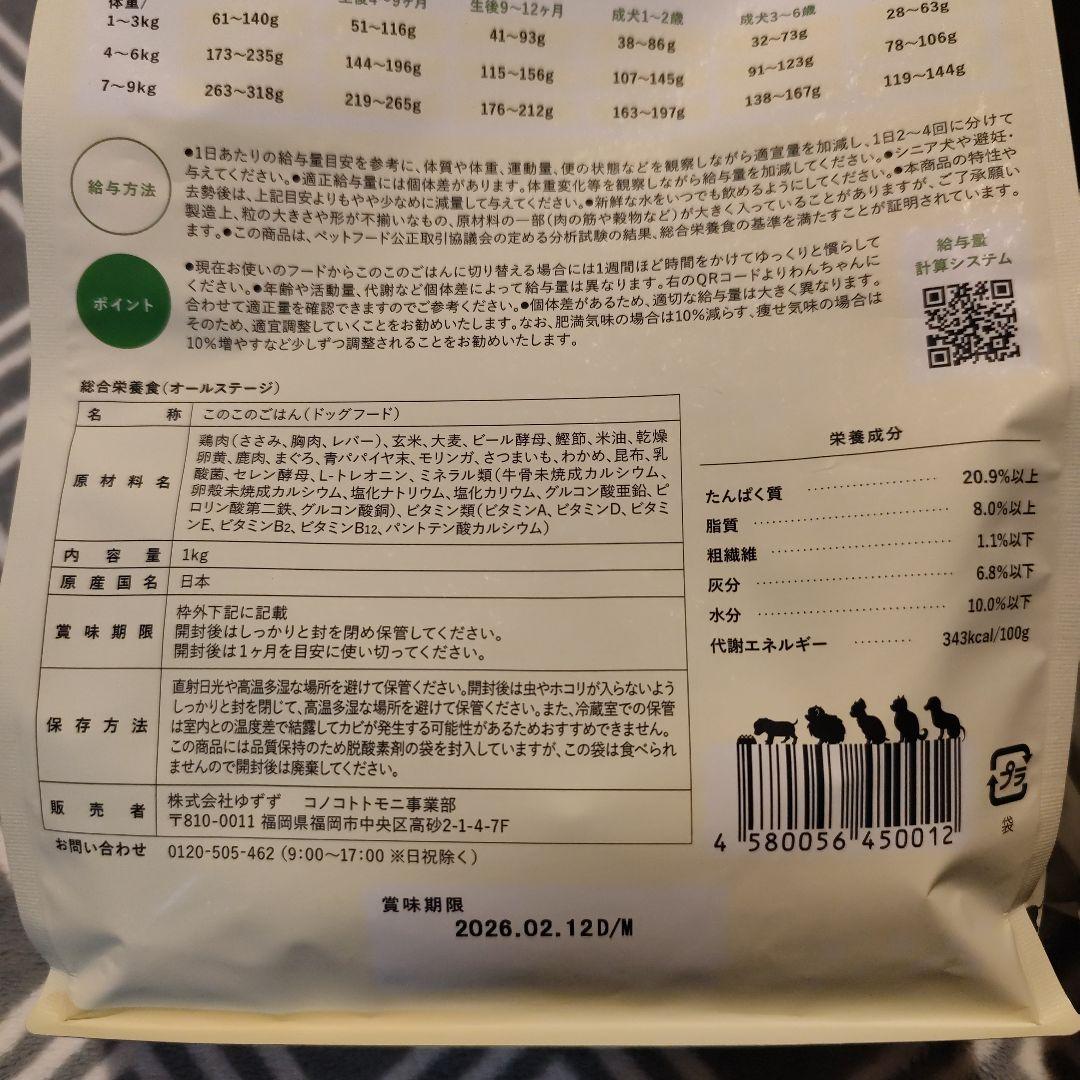 体重/
生後4~9ヶ月
生後9~12ヶ月
成犬1~2歳
成犬3~6歳
1~3kg 61~140g 51~116g 41~93g 38~86g 32~73g 28~63g
4~6kg 173~235g 144~196g 115~156g 107~145g 91~123g 78~106g
7~9kg 263~318g 219~265g 176~212g 163~197g 138~167g 119~144g
給与方法
●1日あたりの給与量目安を参考に、体質や体重、運動量、便の状態などを観察しながら適宜量を加減し、1日2~4回に分けて
与えてください。●適正給与量には個体差があります。体重変化等を観察しながら給与量を加減してください。●シニア犬や避妊・
去勢後は、上記目安よりもやや少なめに減量して与えてください。●新鮮な水をいつでも飲めるようにしてください。●本商品の特性や
製造上、粒の大きさや形が不揃いなもの、原材料の一部(肉の筋や穀物など)が大きく入っていることがありますが、ご了承願い
ます。●この商品は、ペットフード公正取引協議会の定める分析試験の結果、総合栄養食の基準を満たすことが証明されています。
ポイント
●現在お使いのフードからこのこのごはんに切り替える場合には1週間ほど時間をかけてゆっくりと慣らして
ください。●年齢や活動量、代謝など個体差によって給与量は異なります。右のQRコードよりわんちゃんに
合わせて適正量を確認できますのでご参考ください。●個体差があるため、適切な給与量は大きく異なります。
そのため、適宜調整していくことをお勧めいたします。なお、肥満気味の場合は10%減らす、痩せ気味の場合は
10%増やすなど少しずつ調整されることをお勧めいたします。
給与量
計算システム
総合栄養食(オールステージ)
名称 このこのごはん(ドッグフード)
原材料名
鶏肉(ささみ、胸肉、レバー)、玄米、大麦、ビール酵母、鰹節、米油、乾燥
卵黄、鹿肉、まぐろ、青パパイヤ末、モリンガ、さつまいも、わかめ、昆布、乳
酸菌、セレン酵母、L-トレオニン、ミネラル類(牛骨未焼成カルシウム、
卵殻未焼成カルシウム、塩化ナトリウム、塩化カリウム、グルコン酸亜鉛、ピ
ロリン酸第二鉄、グルコン酸銅)、ビタミン類(ビタミンA、ビタミンD、ビタミ
ンE、ビタミンB2、ビタミンB12、パントテン酸カルシウム)
内容量 1kg
原産国名 日本
賞味期限
枠外下記に記載
開封後はしっかりと封を閉め保管してください。
開封後は1ヶ月を目安に使い切ってください。
保存方法
直射日光や高温多湿な場所を避けて保管ください。開封後は虫やホコリが入らないよう
しっかりと封を閉じて、高温多湿な場所を避けて保管ください。また、冷蔵室での保管
は室内との温度差で結露してカビが発生する可能性があるためおすすめできません。
この商品には品質保持のため脱酸素剤の袋を封入していますが、この袋は食べられ
ませんので開封後は廃棄してください。
販売者
株式会社ゆずず コノコトトモニ事業部
〒810-0011 福岡県福岡市中央区高砂2-1-4-7F
お問い合わせ 0120-505-462 (9:00~17:00 ※日祝除く)
栄養成分
たんぱく質 20.9%以上
脂質 8.0%以上
粗繊維 1.1%以下
灰分 6.8%以下
水分 10.0%以下
代謝エネルギー 343kcal/100g
4 580056 450012
プラ
袋
賞味期限
2026.02.12D/M